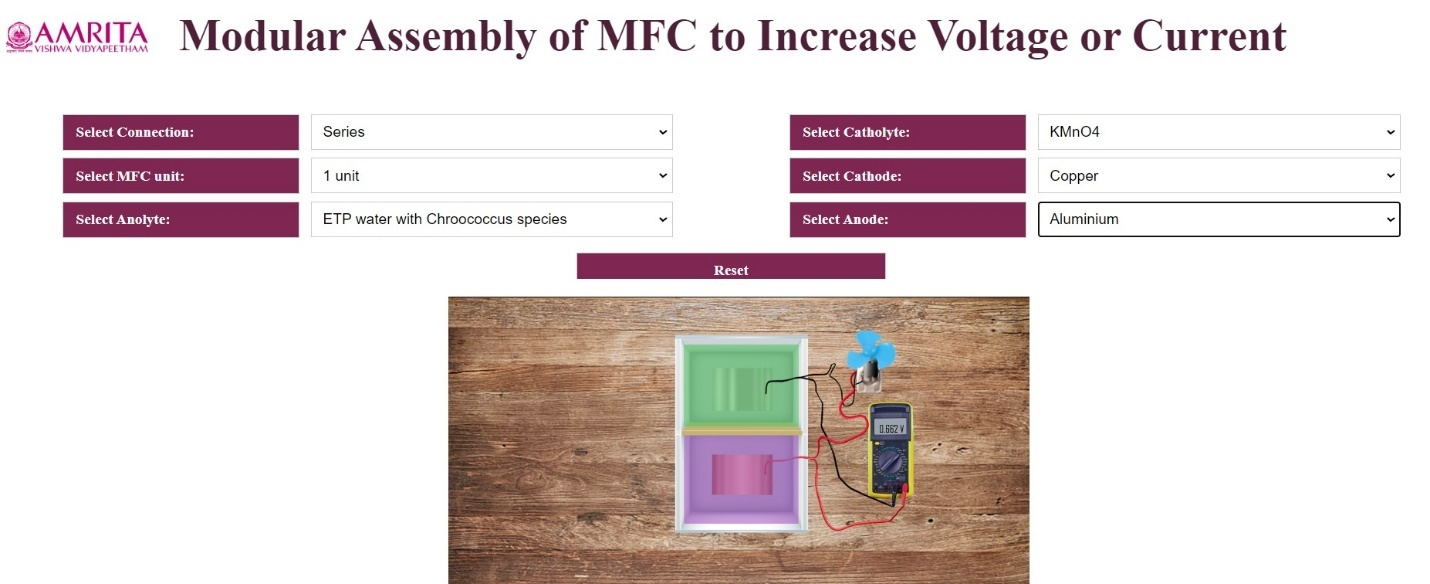 AMRITA
VISHWA VIDYAPEETHAM
Modular Assembly of MFC to Increase Voltage or Current
Select Connection:
Series
Select MFC unit:
1 unit
Select Anolyte:
ETP water with Chroococcus species
Select Catholyte:
KMnO4
Select Cathode:
Copper
Select Anode:
Aluminium
Reset
0.662 V